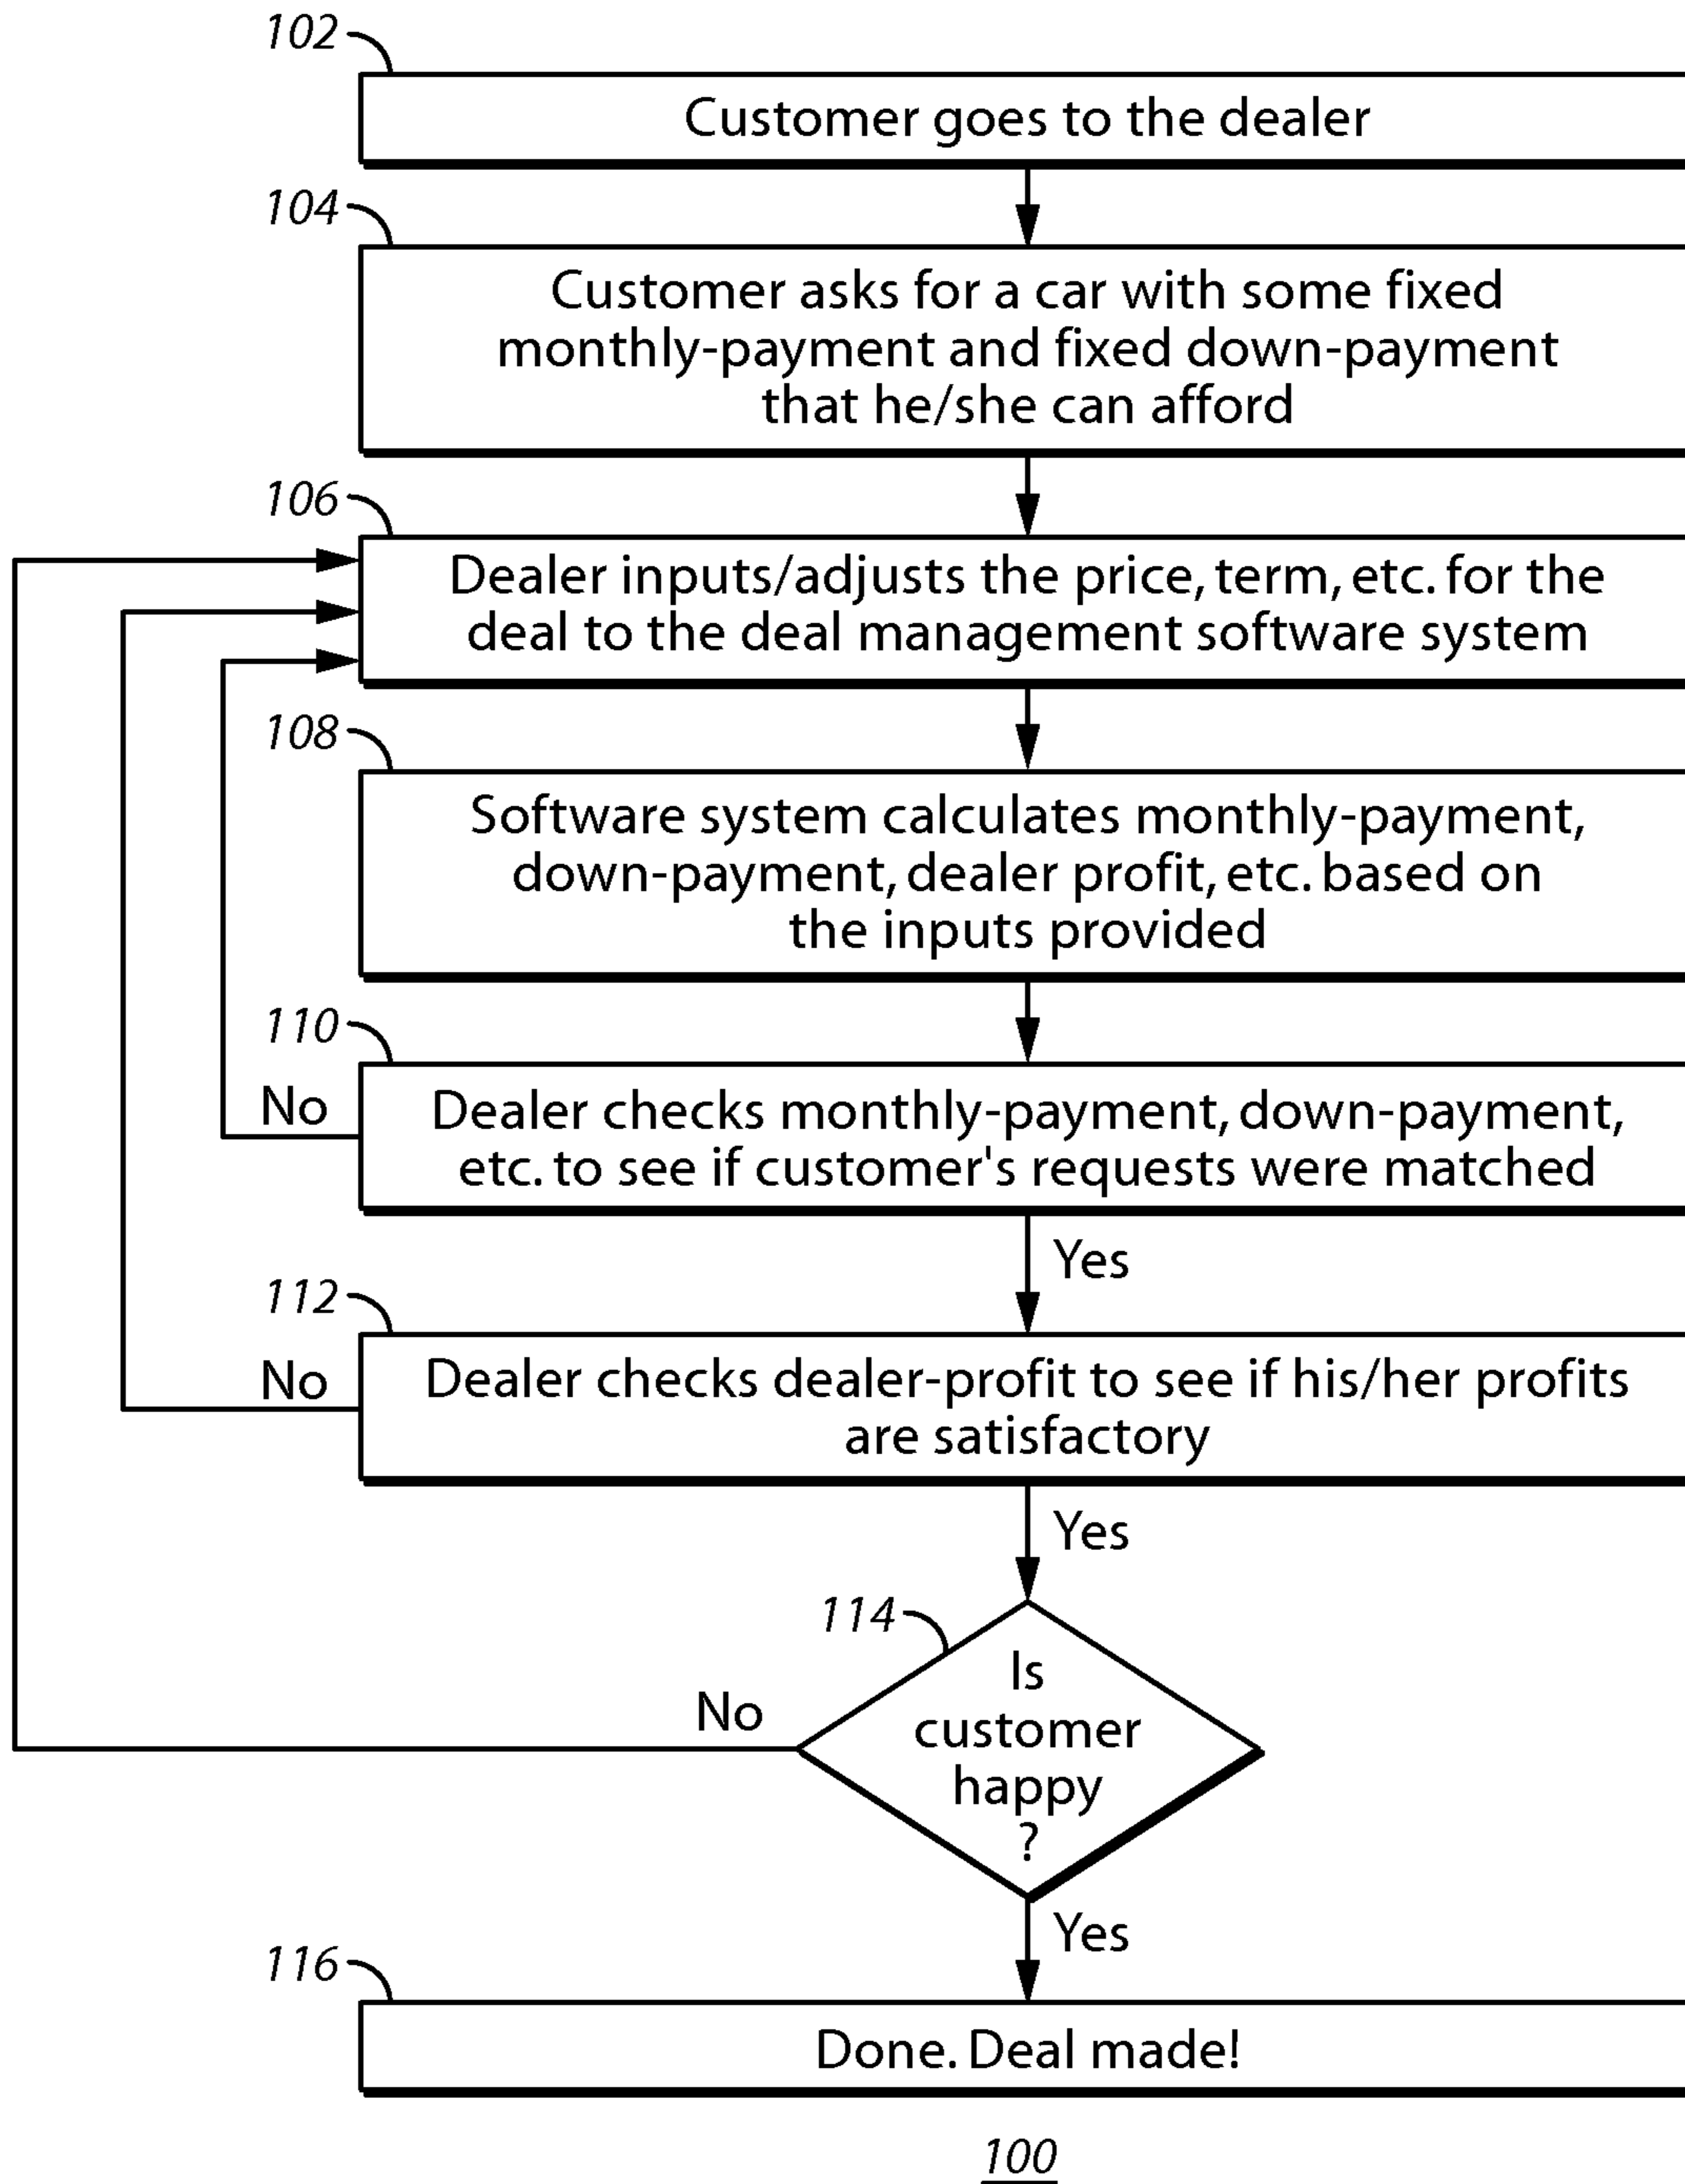 102
Customer goes to the dealer
104
Customer asks for a car with some fixed
monthly-payment and fixed down-payment
that he/she can afford
106
Dealer inputs/adjusts the price, term, etc. for the
deal to the deal management software system
108
Software system calculates monthly-payment,
down-payment, dealer profit, etc. based on
the inputs provided
110
No
Dealer checks monthly-payment, down-payment,
etc. to see if customer's requests were matched
Yes
112
No
Dealer checks dealer-profit to see if his/her profits
are satisfactory
Yes
114
No
Is
customer
happy
?
Yes
116
Done. Deal made!
100